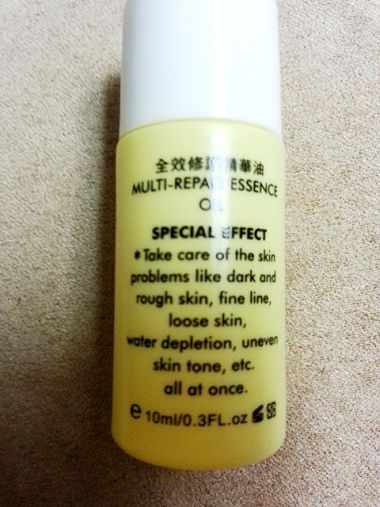 全效修護精華油
MULTI-REPAIR ESSENCE
OIL
SPECIAL EFFECT
*Take care of the skin
problems like dark and
rough skin, fine line,
loose skin,
water depletion, uneven
skin tone, etc.
all at once.
e 10ml/0.3FL.oz